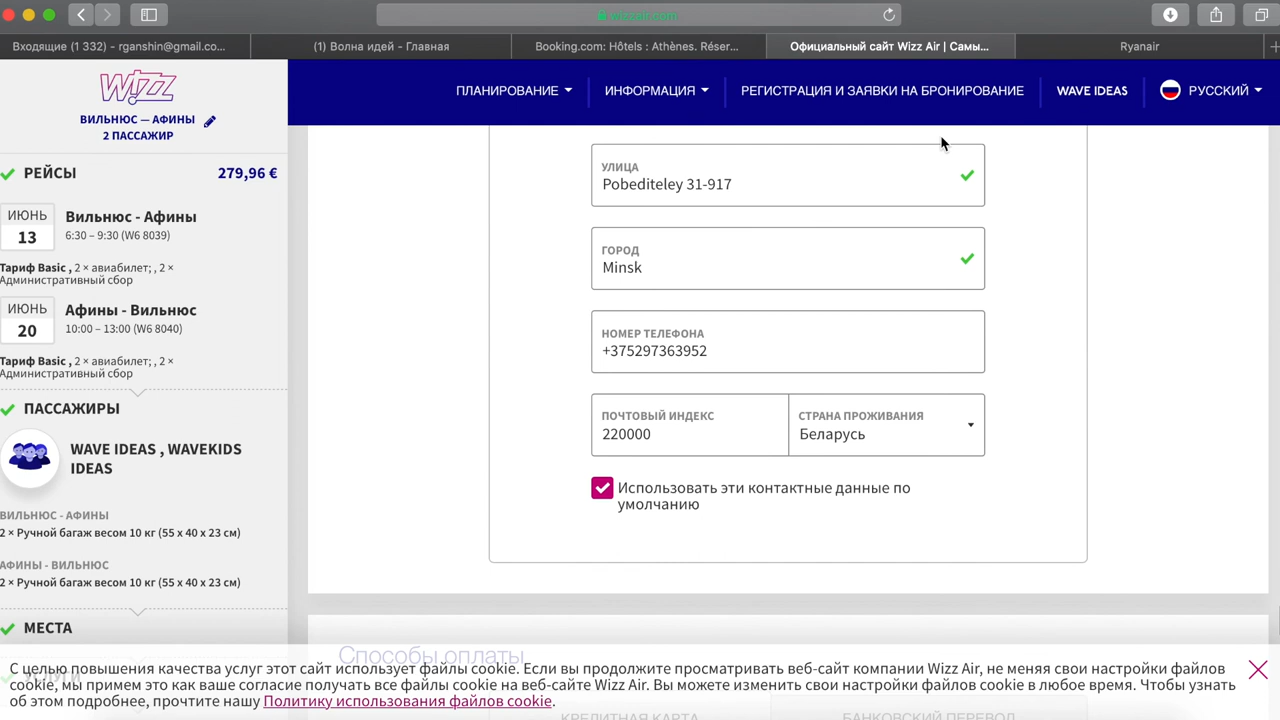 wizzair.com
Входящие (1 332) - rganshin@gmail.co...
(1) Волна идей - Главная
Booking.com: Hôtels : Athènes. Réser...
Официальный сайт Wizz Air | Самы...
Ryanair
WIZZ
ВИЛЬНЮС — АФИНЫ
2 ПАССАЖИР
ПЛАНИРОВАНИЕ
ИНФОРМАЦИЯ
РЕГИСТРАЦИЯ И ЗАЯВКИ НА БРОНИРОВАНИЕ
WAVE IDEAS
РУССКИЙ
РЕЙСЫ 279,96 €
ИЮНЬ
13
Вильнюс - Афины
6:30 – 9:30 (W6 8039)
Тариф Basic , 2 × авиабилет; , 2 ×
Административный сбор
ИЮНЬ
20
Афины - Вильнюс
10:00 – 13:00 (W6 8040)
Тариф Basic , 2 × авиабилет; , 2 ×
Административный сбор
ПАССАЖИРЫ
WAVE IDEAS , WAVEKIDS
IDEAS
ВИЛЬНЮС - АФИНЫ
2 × Ручной багаж весом 10 кг (55 x 40 x 23 см)
АФИНЫ - ВИЛЬНЮС
2 × Ручной багаж весом 10 кг (55 x 40 x 23 см)
МЕСТА
УСЛУГИ
УЛИЦА
Pobediteley 31-917
ГОРОД
Minsk
НОМЕР ТЕЛЕФОНА
+375297363952
ПОЧТОВЫЙ ИНДЕКС
220000
СТРАНА ПРОЖИВАНИЯ
Беларусь
Использовать эти контактные данные по
умолчанию
Способы оплаты
КРЕДИТНАЯ КАРТА
БАНКОВСКИЙ ПЕРЕВОД
С целью повышения качества услуг этот сайт использует файлы cookie. Если вы продолжите просматривать веб-сайт компании Wizz Air, не меняя свои настройки файлов
cookie, мы примем это как ваше согласие получать все файлы cookie на веб-сайте Wizz Air. Вы можете изменить свои настройки файлов cookie в любое время. Чтобы узнать
об этом подробнее, прочтите нашу Политику использования файлов cookie.